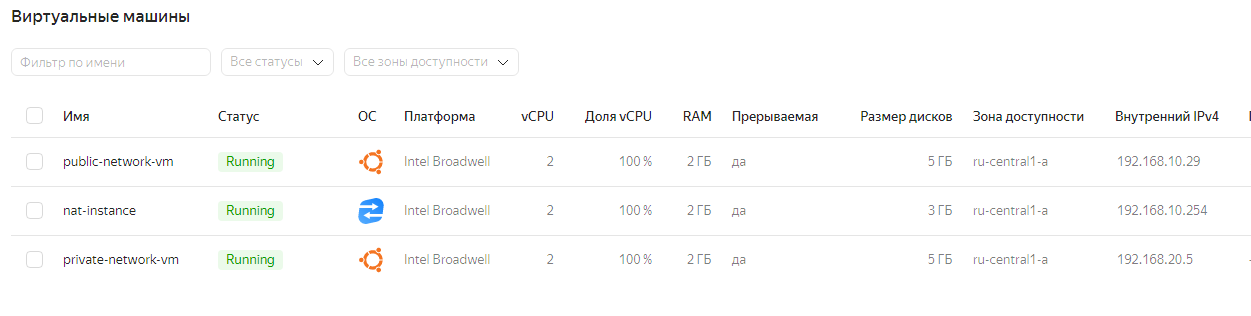 Виртуальные машины
Фильтр по имени Все статусы Все зоны доступности
Имя Статус ОС Платформа vCPU Доля vCPU RAM Прерываемая Размер дисков Зона доступности Внутренний IPv4
public-network-vm Running Intel Broadwell 2 100 % 2 ГБ да 5 ГБ ru-central1-a 192.168.10.29
nat-instance Running Intel Broadwell 2 100 % 2 ГБ да 3 ГБ ru-central1-a 192.168.10.254
private-network-vm Running Intel Broadwell 2 100 % 2 ГБ да 5 ГБ ru-central1-a 192.168.20.5